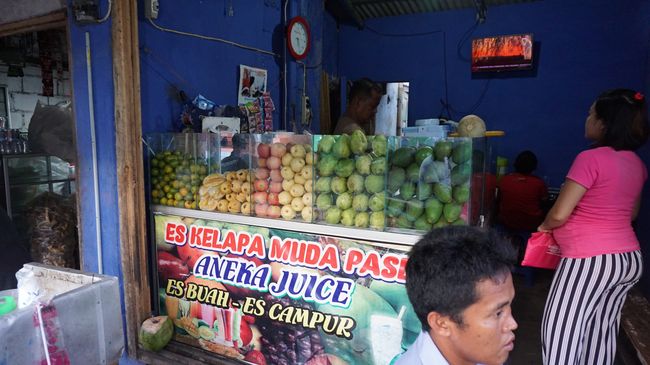 ES KELAPA MUDA PASE
ANEKA JUICE
ES BUAH - ES CAMPUR